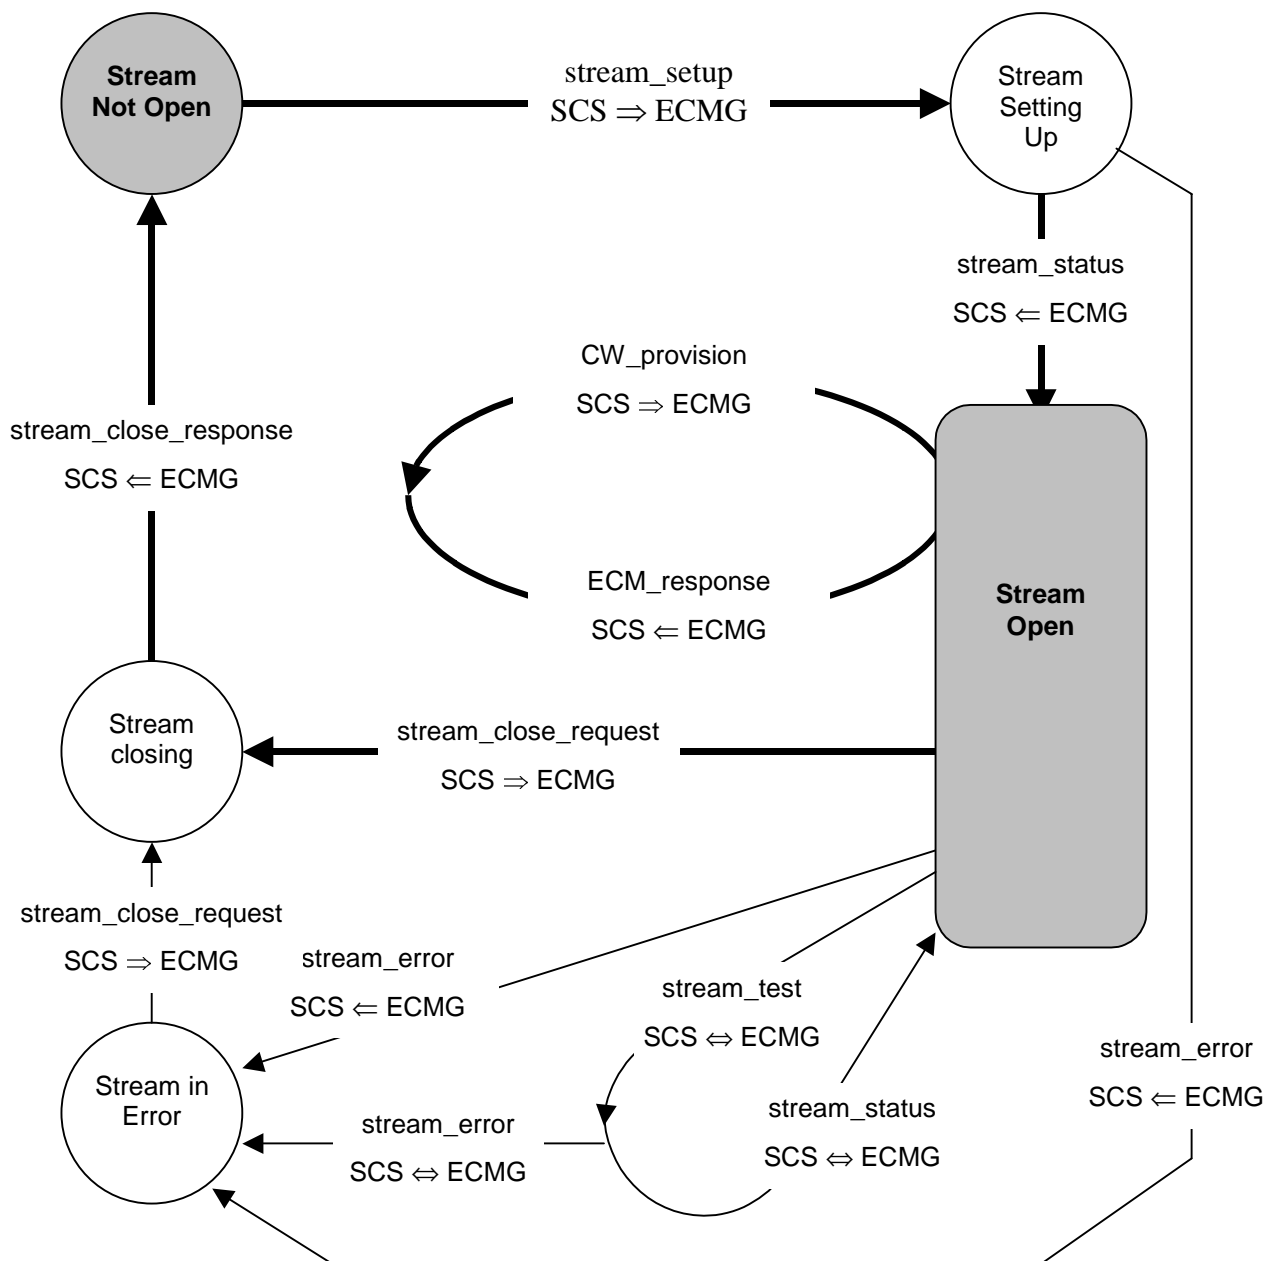 Stream
Not Open
stream_setup
SCS ⇒ ECMG
Stream
Setting
Up
stream_status
SCS ⇐ ECMG
CW_provision
SCS ⇒ ECMG
stream_close_response
SCS ⇐ ECMG
ECM_response
SCS ⇐ ECMG
Stream
Open
Stream
closing
stream_close_request
SCS ⇒ ECMG
stream_close_request
SCS ⇒ ECMG
stream_error
SCS ⇐ ECMG
stream_test
SCS ⇔ ECMG
stream_error
SCS ⇐ ECMG
Stream in
Error
stream_error
SCS ⇔ ECMG
stream_status
SCS ⇔ ECMG